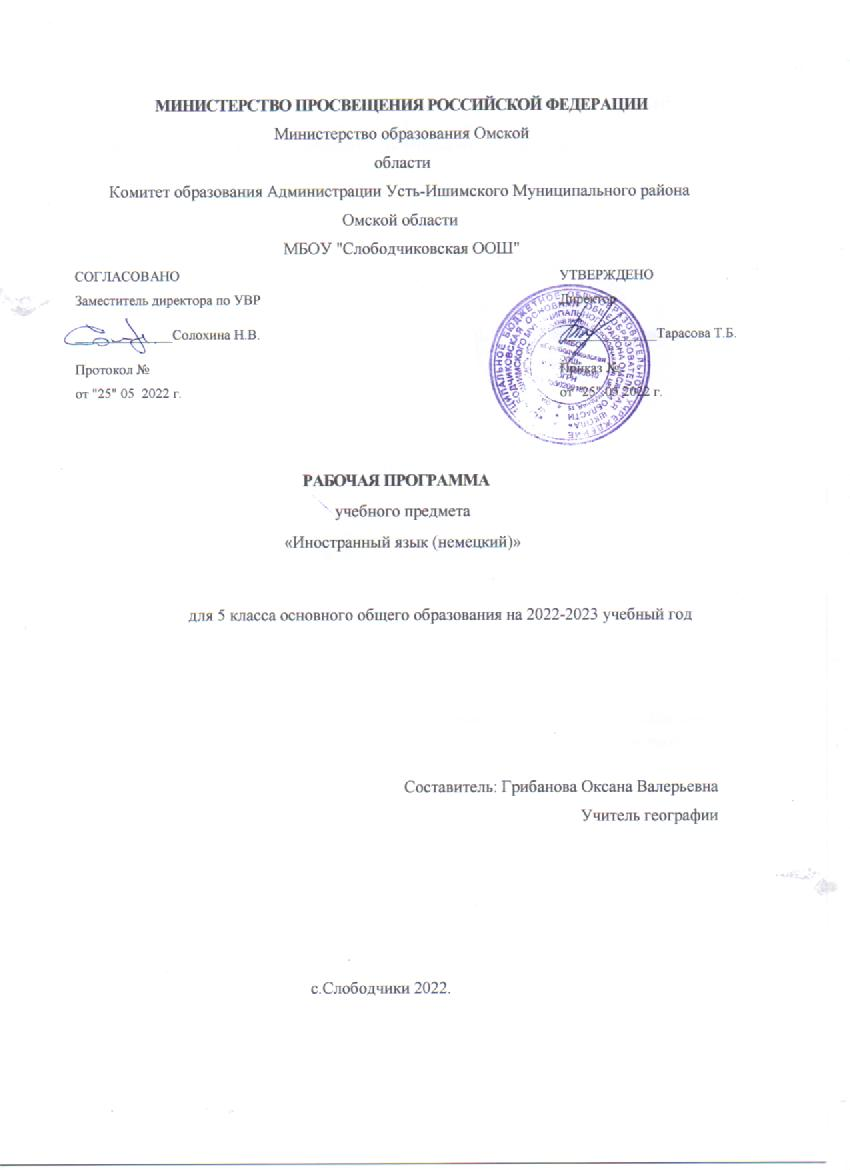 МИНИСТЕРСТВО ПРОСВЕЩЕНИЯ РОССИЙСКОЙ ФЕДЕРАЦИИ
Министерство образования Омской
области
Комитет образования Администрации Усть-Ишимского Муниципального района
Омской области
МБОУ "Слободчиковская ООШ"
СОГЛАСОВАНО
Заместитель директора по УВР
Солохина Н.В.
Протокол №
от "25" 05 2022 г.
УТВЕРЖДЕНО
Директор
Тарасова Т.Б.
Приказ №
от "25" 05 2022 г.
РАБОЧАЯ ПРОГРАММА
учебного предмета
«Иностранный язык (немецкий)»
для 5 класса основного общего образования на 2022-2023 учебный год
Составитель: Грибанова Оксана Валерьевна
Учитель географии
с.Слободчики 2022.